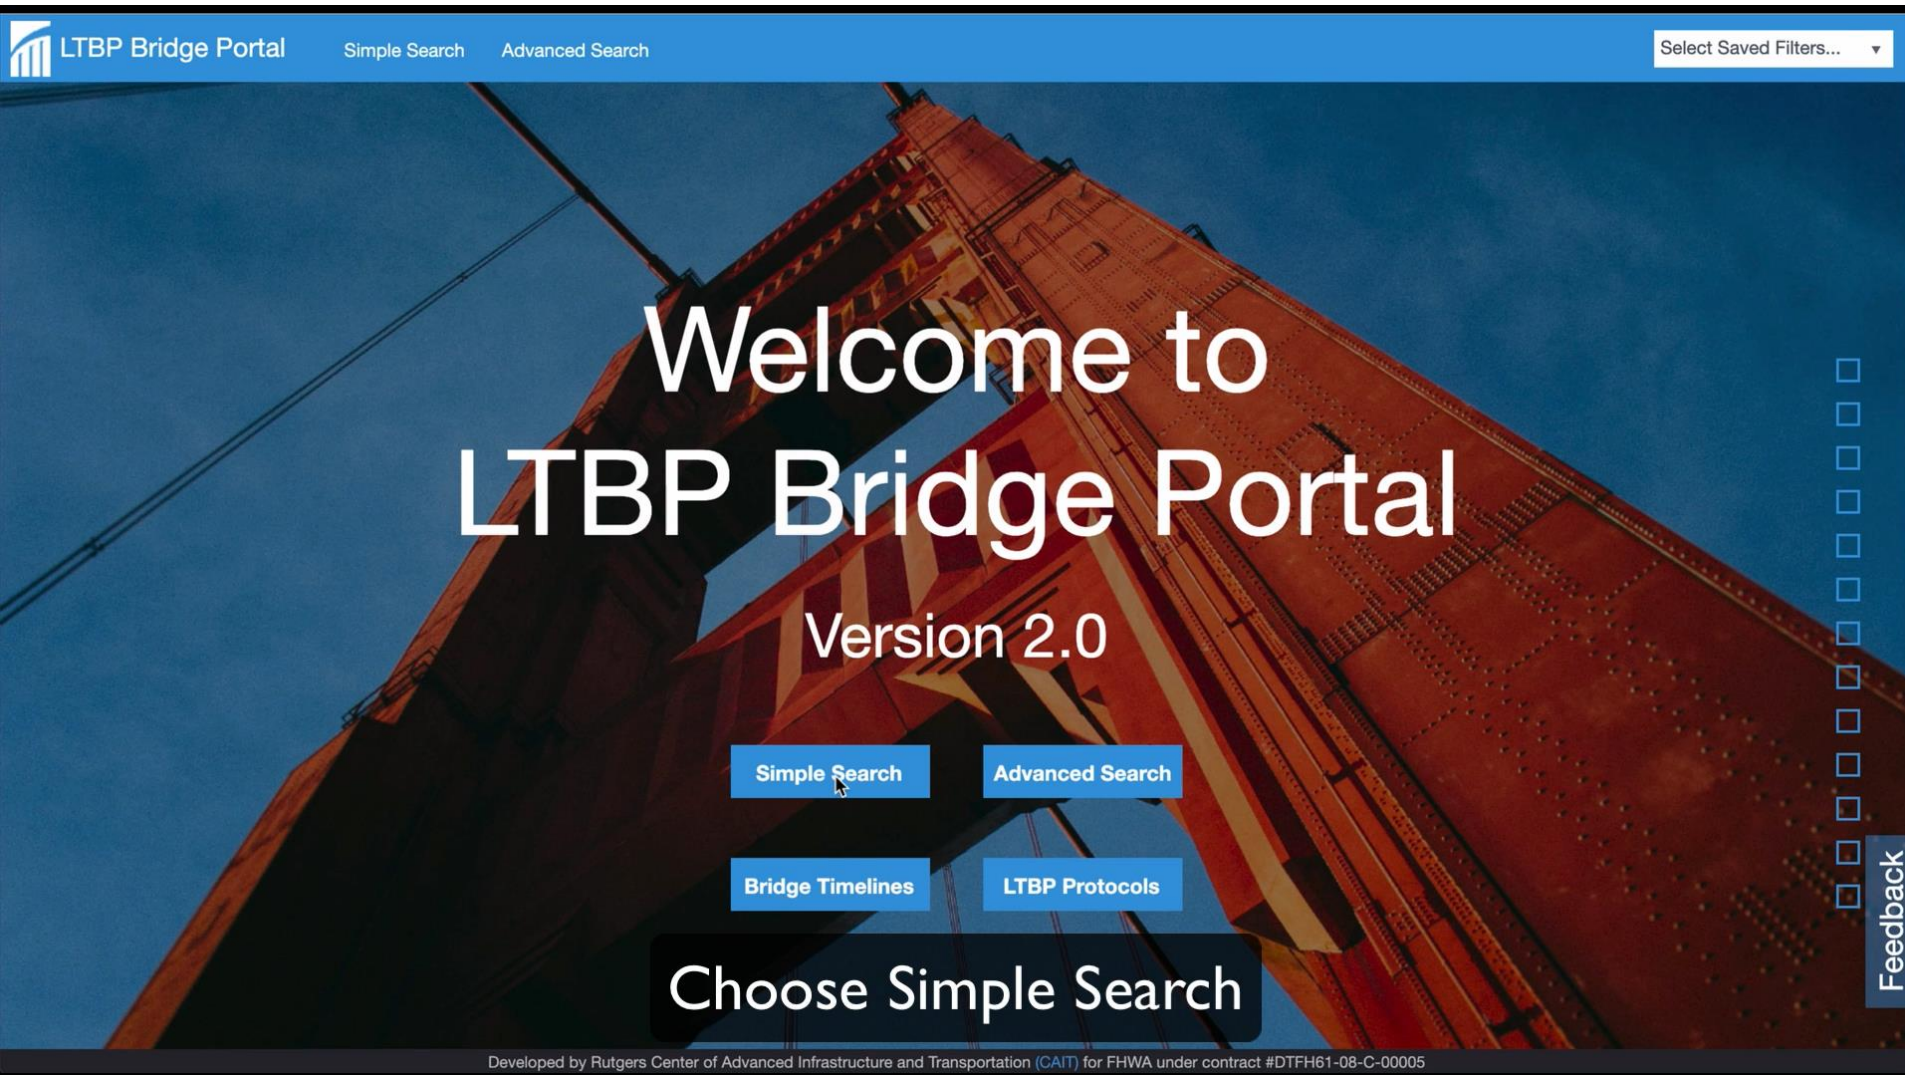 LTBP Bridge Portal
Simple Search
Advanced Search
Select Saved Filters...
Welcome to
LTBP Bridge Portal
Version 2.0
Simple Search
Advanced Search
Bridge Timelines
LTBP Protocols
Feedback
Choose Simple Search
Developed by Rutgers Center of Advanced Infrastructure and Transportation (CAIT) for FHWA under contract #DTFH61-08-C-00005